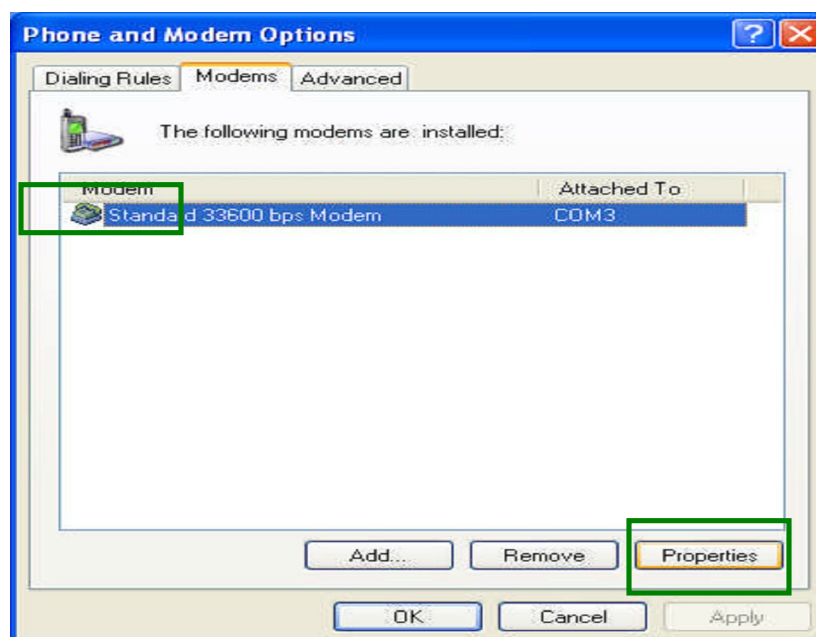 Phone and Modem Options
Dialing Rules Modems Advanced
The following modems are installed:
Modem Attached To
Standard 33600 bps Modem COM3
Add... Remove Properties
OK Cancel Apply